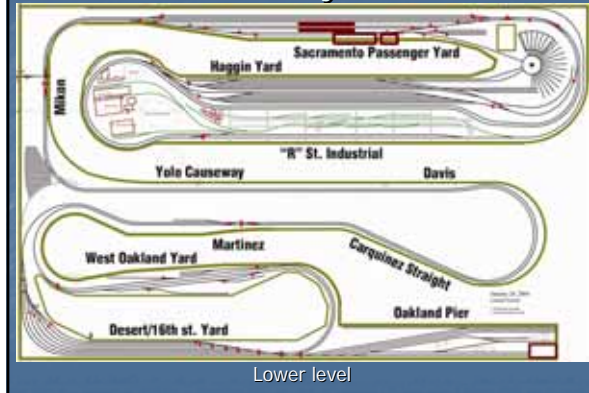 Sacramento Passenger Yard
Haggin Yard
Mikon
"R" St. Industrial
Yolo Causeway
Davis
Martinez
West Oakland Yard
Carquinez Straight
Oakland Pier
Desert/16th st. Yard
Lower level